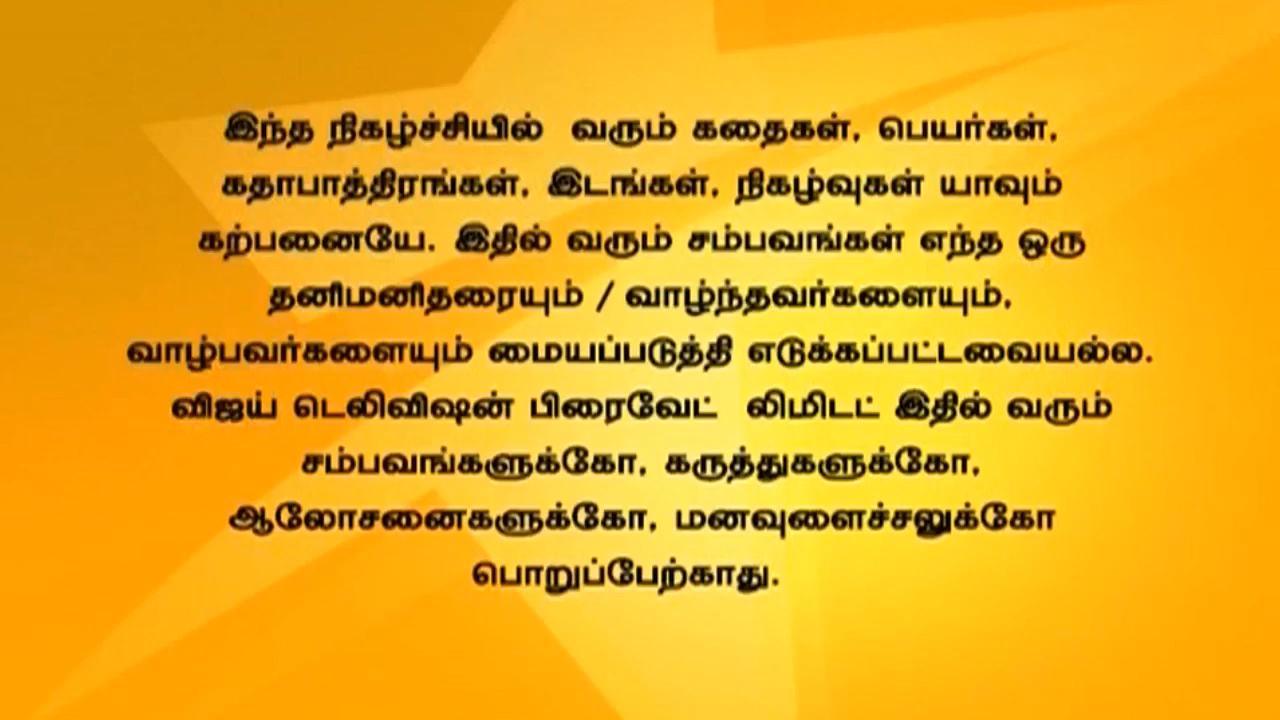 இந்த நிகழ்ச்சியில் வரும் கதைகள், பெயர்கள்,
கதாபாத்திரங்கள், இடங்கள், நிகழ்வுகள் யாவும்
கற்பனையே. இதில் வரும் சம்பவங்கள் எந்த ஒரு
தனிமனிதரையும் / வாழ்ந்தவர்களையும்,
வாழ்பவர்களையும் மையப்படுத்தி எடுக்கப்பட்டவையல்ல.
விஜய் டெலிவிஷன் பிரைவேட் லிமிடட் இதில் வரும்
சம்பவங்களுக்கோ, கருத்துகளுக்கோ,
ஆலோசனைகளுக்கோ, மனவுளைச்சலுக்கோ
பொறுப்பேற்காது.